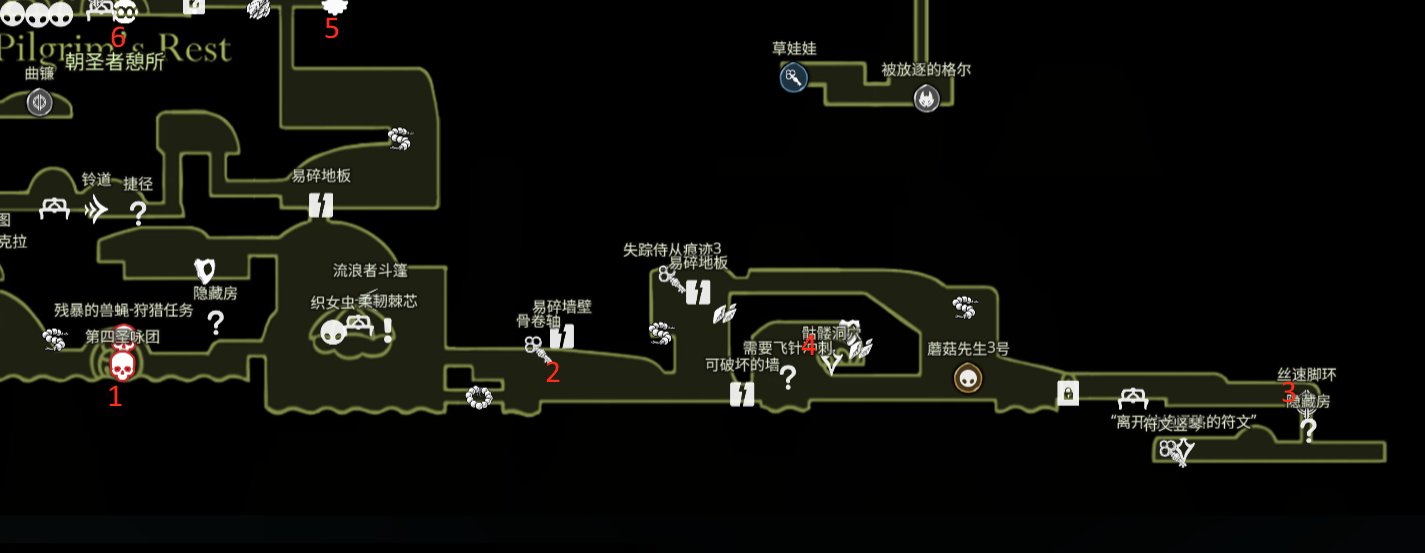 6
5
Pilgrim's Rest
朝圣者憩所
曲镰
草娃娃
被放逐的格尔
铃道
捷径
易碎地板
图
克拉
流浪者斗篷
失踪侍从痕迹3
易碎地板
隐藏房
织女虫柔韧棘芯
残暴的兽蝇-狩猎任务
易碎墙壁
骨卷轴
第四圣咏团
骷髅洞穴
4
需要飞针冲刺
蘑菇先生3号
可破坏的墙
1
2
丝速脚环
3
隐藏房
“离开
的符文”
符文竖琴